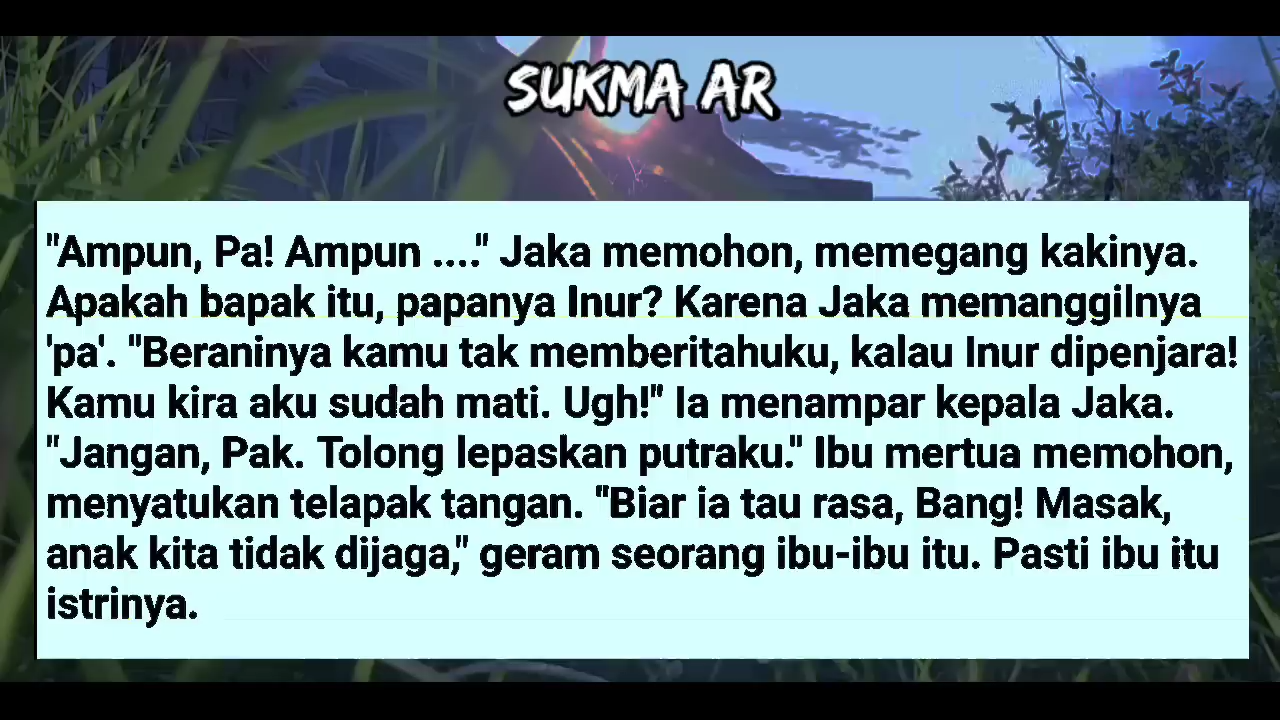 SUKMA AR
"Ampun, Pa! Ampun ...." Jaka memohon, memegang kakinya.
Apakah bapak itu, papanya Inur? Karena Jaka memanggilnya
'pa'. "Beraninya kamu tak memberitahuku, kalau Inur dipenjara!
Kamu kira aku sudah mati. Ugh!" Ia menampar kepala Jaka.
"Jangan, Pak. Tolong lepaskan putraku." Ibu mertua memohon,
menyatukan telapak tangan. "Biar ia tau rasa, Bang! Masak,
anak kita tidak dijaga," geram seorang ibu-ibu itu. Pasti ibu itu
istrinya.